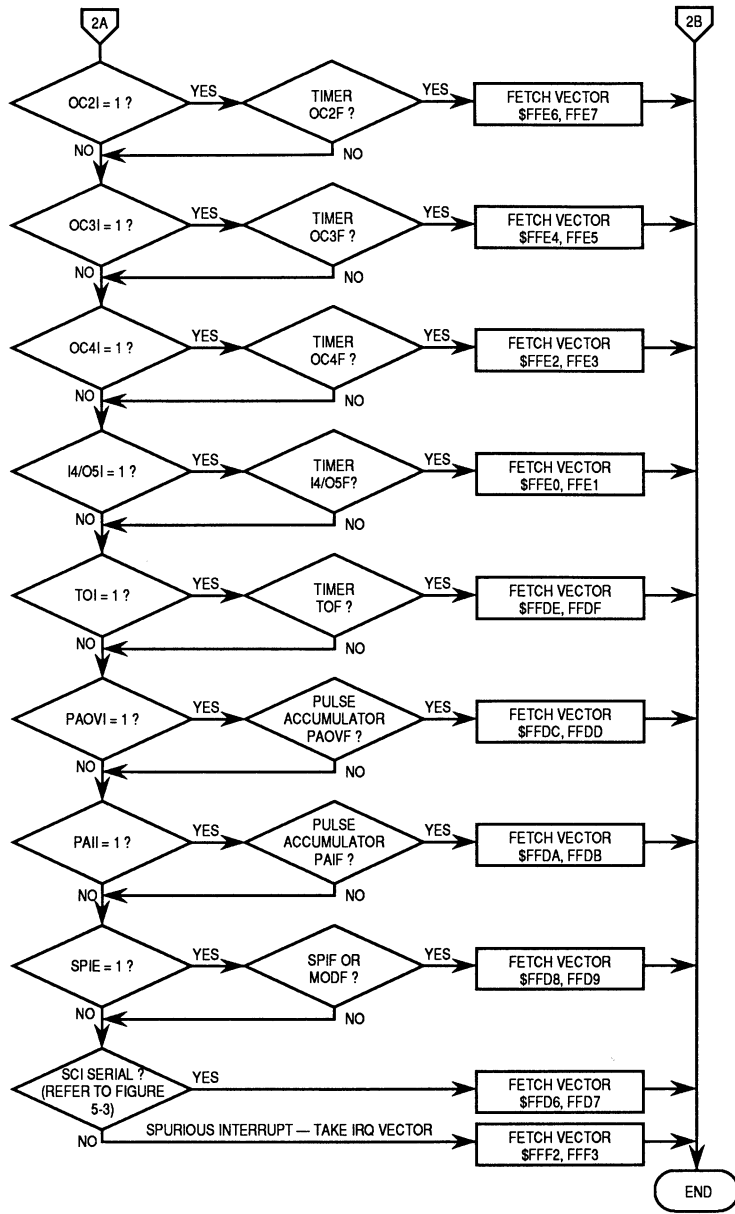 2A
2B
OC2I = 1 ?
YES
TIMER
OC2F ?
YES
FETCH VECTOR
$FFE6, FFE7
NO
NO
OC3I = 1 ?
YES
TIMER
OC3F ?
YES
FETCH VECTOR
$FFE4, FFE5
NO
NO
OC4I = 1 ?
YES
TIMER
OC4F ?
YES
FETCH VECTOR
$FFE2, FFE3
NO
NO
I4/O5I = 1 ?
YES
TIMER
I4/O5F?
YES
FETCH VECTOR
$FFE0, FFE1
NO
NO
TOI = 1 ?
YES
TIMER
TOF ?
YES
FETCH VECTOR
$FFDE, FFDF
NO
NO
PAOVI = 1 ?
YES
PULSE
ACCUMULATOR
PAOVF ?
YES
FETCH VECTOR
$FFDC, FFDD
NO
NO
PAII = 1 ?
YES
PULSE
ACCUMULATOR
PAIF ?
YES
FETCH VECTOR
$FFDA, FFDB
NO
NO
SPIE = 1 ?
YES
SPIF OR
MODF ?
YES
FETCH VECTOR
$FFD8, FFD9
NO
NO
SCI SERIAL ?
(REFER TO FIGURE
5-3)
YES
FETCH VECTOR
$FFD6, FFD7
NO
SPURIOUS INTERRUPT — TAKE IRQ VECTOR
FETCH VECTOR
$FFF2, FFF3
END